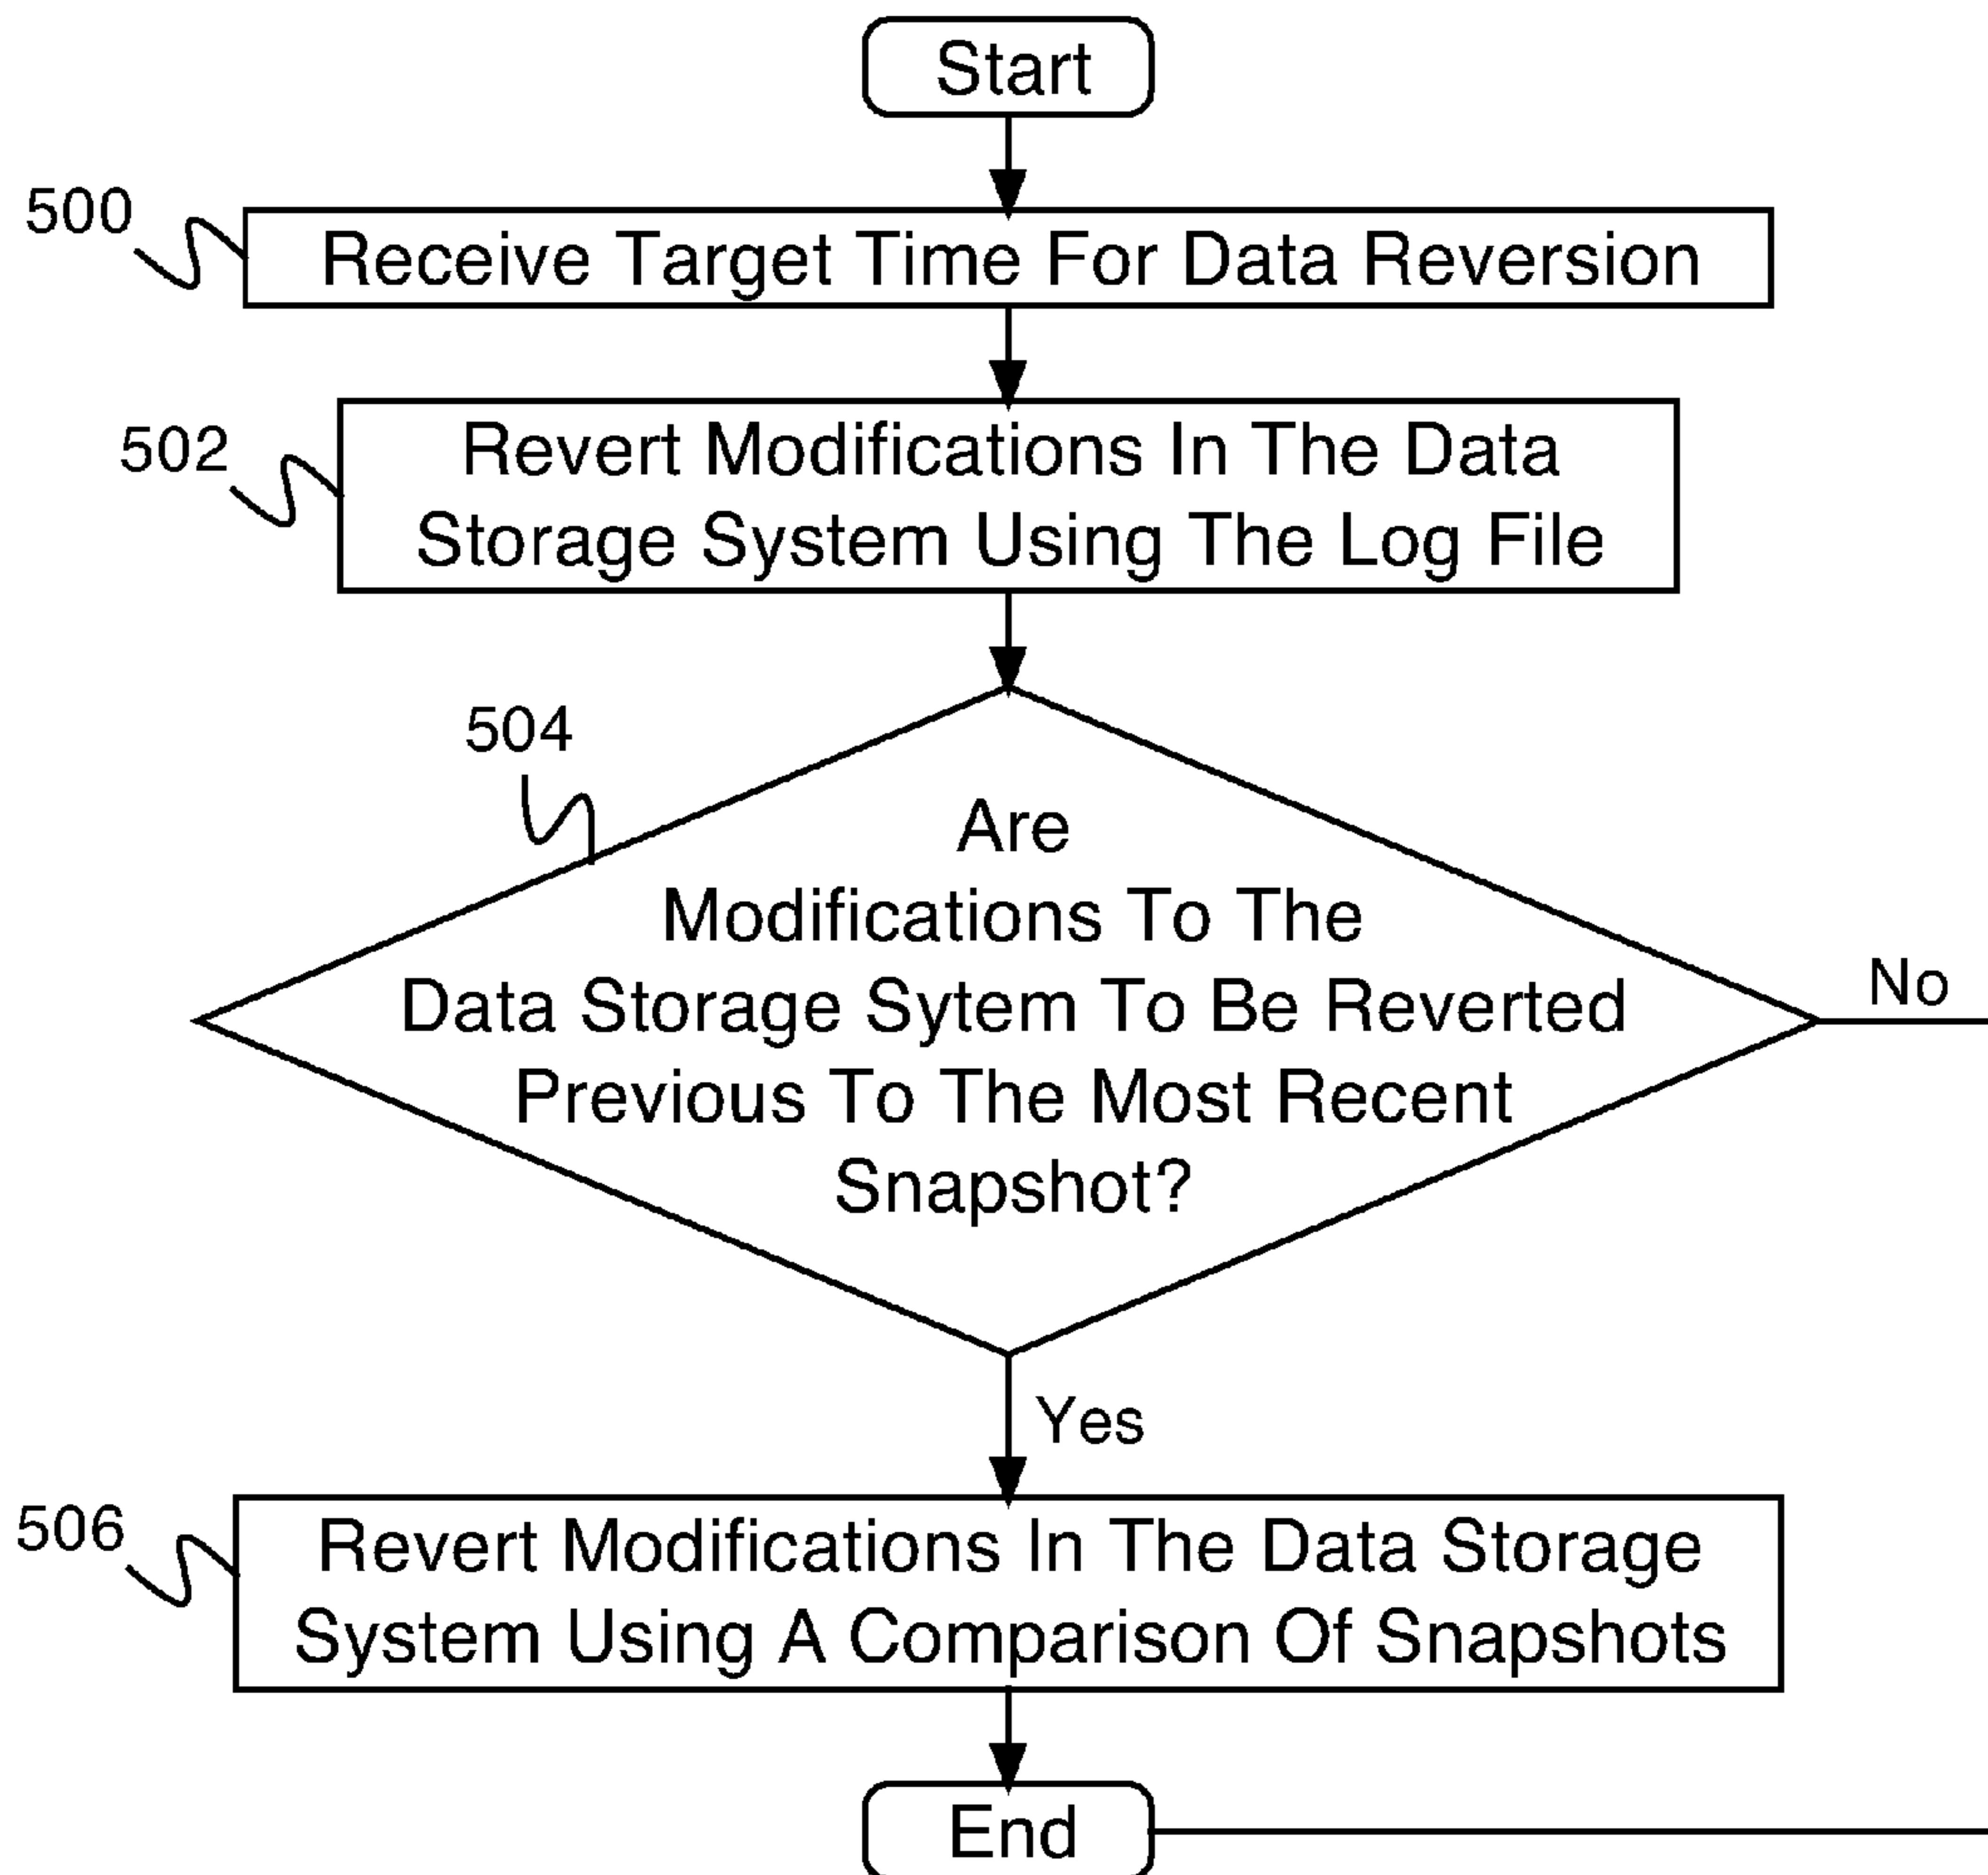 Start
500
Receive Target Time For Data Reversion
502
Revert Modifications In The Data
Storage System Using The Log File
504
Are
Modifications To The
Data Storage Sytem To Be Reverted
Previous To The Most Recent
Snapshot?
No
Yes
506
Revert Modifications In The Data Storage
System Using A Comparison Of Snapshots
End